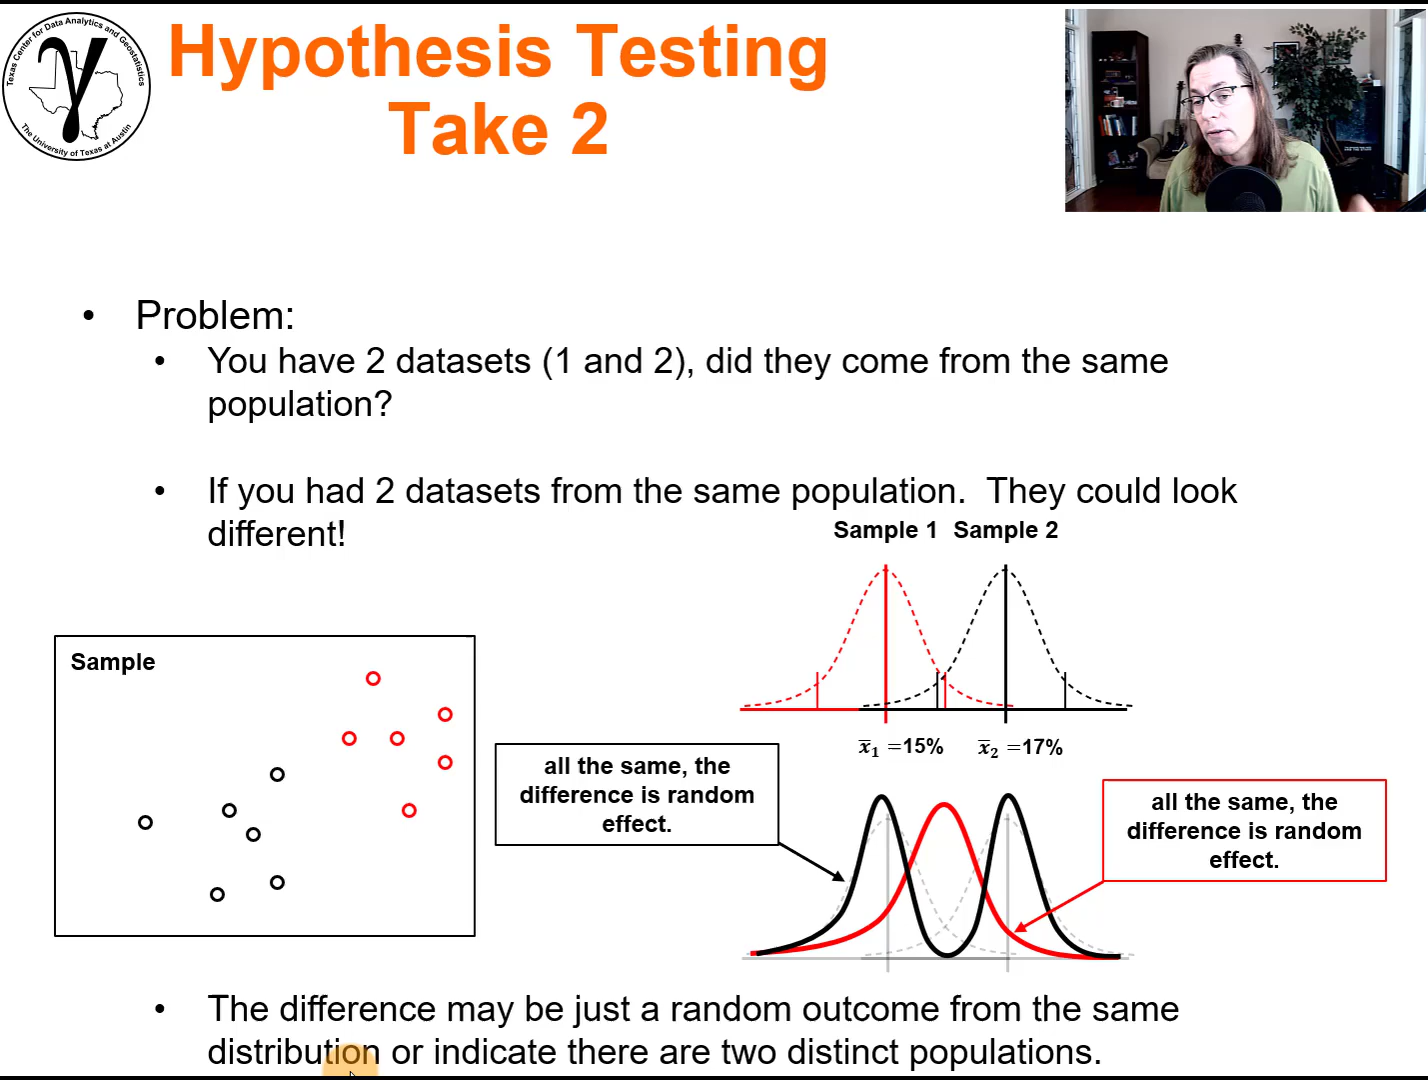 Texas Center for Data Analytics and Geostatistics
γ
The University of Texas at Austin
Hypothesis Testing
Take 2
• Problem:
• You have 2 datasets (1 and 2), did they come from the same
population?
• If you had 2 datasets from the same population.  They could look
different!
Sample 1 Sample 2
Sample
x̅₁ =15% x̅₂ =17%
all the same, the
difference is random
effect.
all the same, the
difference is random
effect.
• The difference may be just a random outcome from the same
distribution or indicate there are two distinct populations.